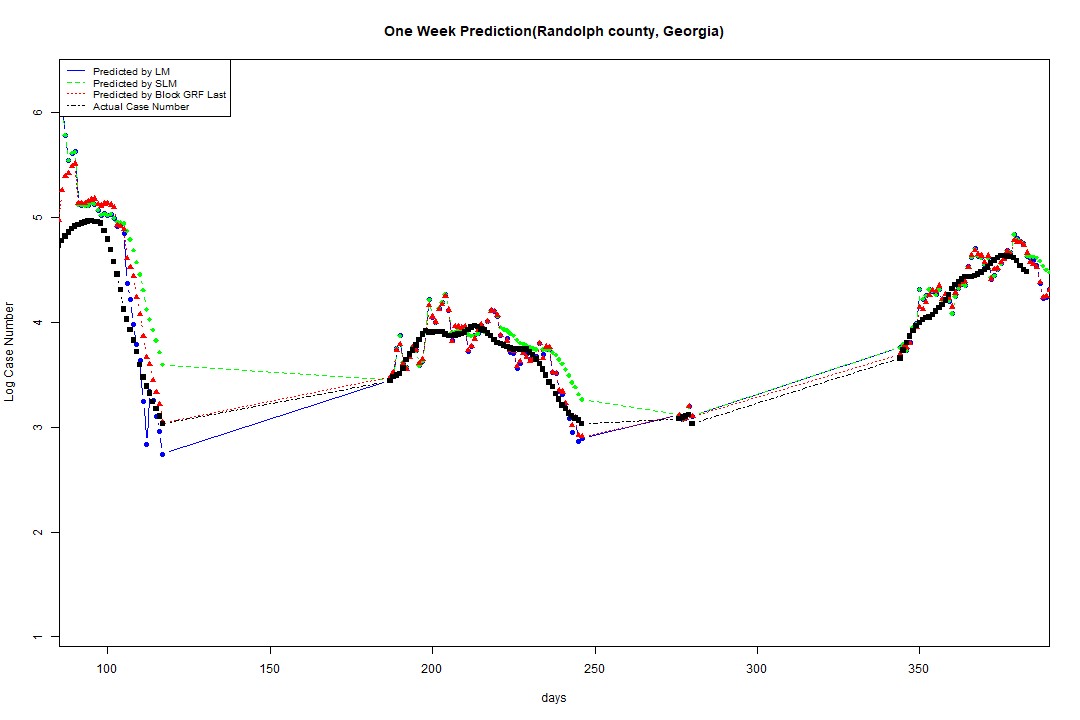 One Week Prediction(Randolph county, Georgia)
Predicted by LM
Predicted by SLM
Predicted by Block GRF Last
Actual Case Number
6
5
4
3
2
1
Log Case Number
100 150 200 250 300 350
days